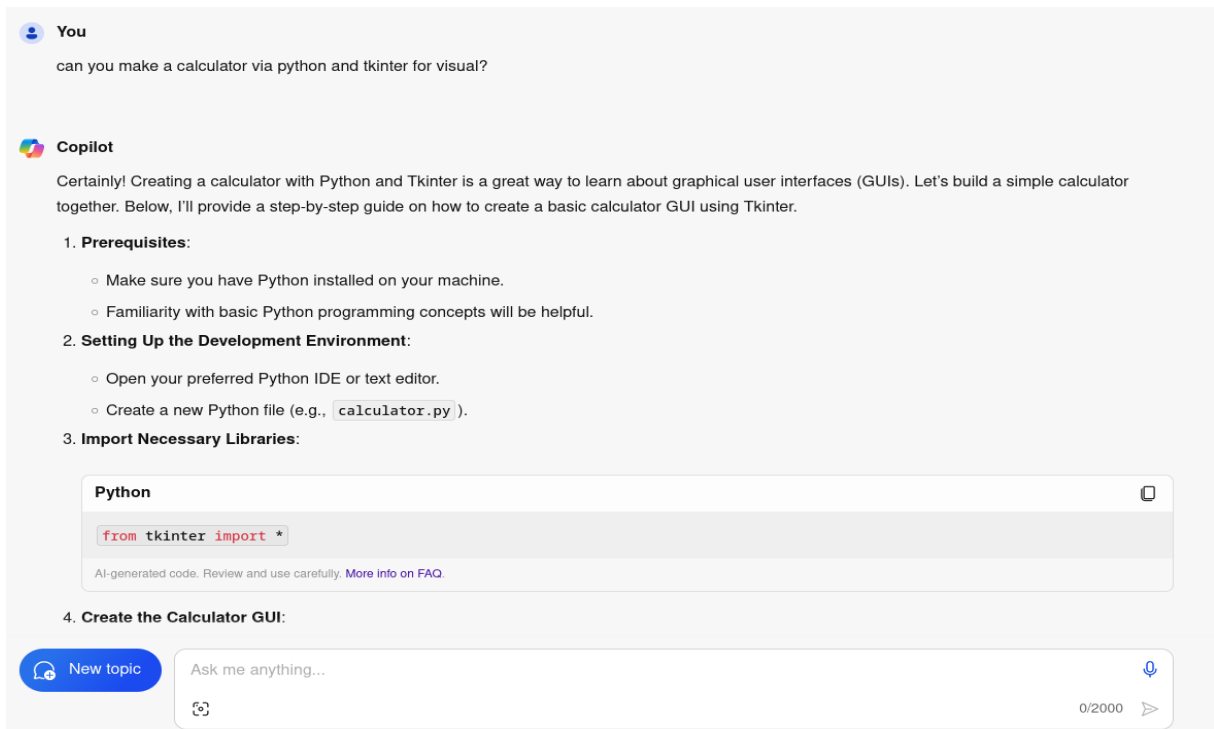 You
can you make a calculator via python and tkinter for visual?
Copilot
Certainly! Creating a calculator with Python and Tkinter is a great way to learn about graphical user interfaces (GUIs). Let’s build a simple calculator
together. Below, I’ll provide a step-by-step guide on how to create a basic calculator GUI using Tkinter.
1. Prerequisites:
○ Make sure you have Python installed on your machine.
○ Familiarity with basic Python programming concepts will be helpful.
2. Setting Up the Development Environment:
○ Open your preferred Python IDE or text editor.
○ Create a new Python file (e.g., calculator.py).
3. Import Necessary Libraries:
Python
from tkinter import *
AI-generated code. Review and use carefully. More info on FAQ.
4. Create the Calculator GUI:
New topic
Ask me anything...
0/2000